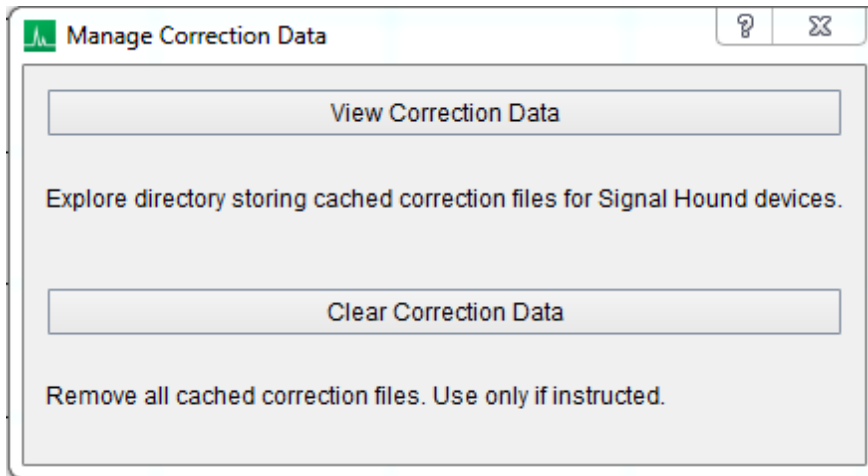 Manage Correction Data
View Correction Data
Explore directory storing cached correction files for Signal Hound devices.
Clear Correction Data
Remove all cached correction files. Use only if instructed.